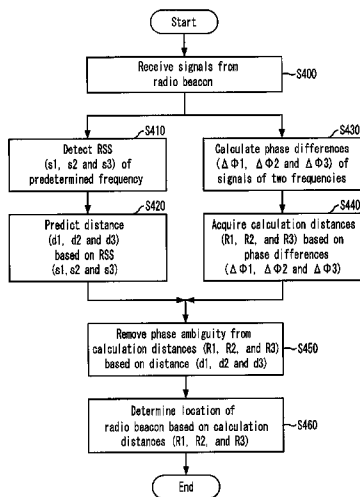 Start
Receive signals from
radio beacon
S400
S410
Detect RSS
(s1, s2 and s3) of
predetermined frequency
S430
Calculate phase differences
(ΔΦ1, ΔΦ2 and ΔΦ3) of
signals of two frequencies
S420
Predict distance
(d1, d2 and d3)
based on RSS
(s1,s2 and s3)
S440
Acquire calculation distances
(R1, R2, and R3) based on
phase differences
(ΔΦ1, ΔΦ2 and ΔΦ3)
Remove phase ambiguity from
calculation distances (R1, R2, and R3)
based on distance (d1, d2 and d3)
S450
Determine location of
radio beacon based on calculation
distances (R1, R2, and R3)
S460
End